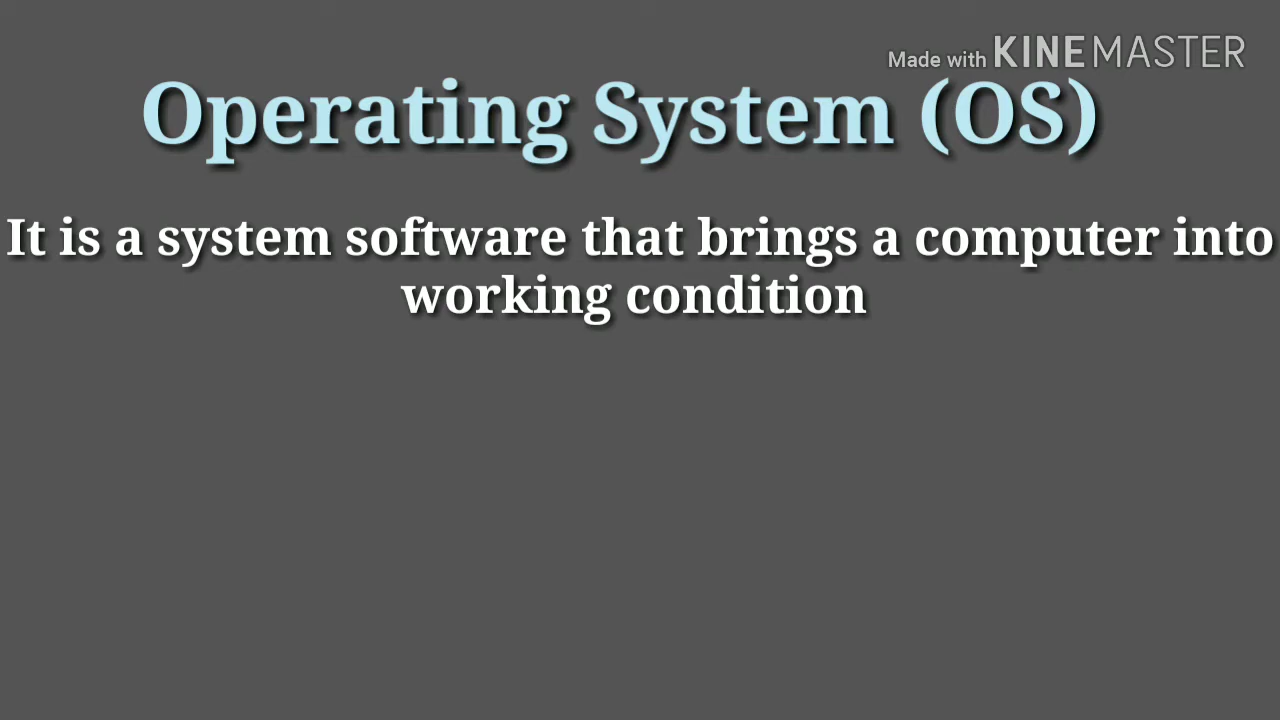 Made with KINEMASTER
Operating System (OS)
It is a system software that brings a computer into
working condition